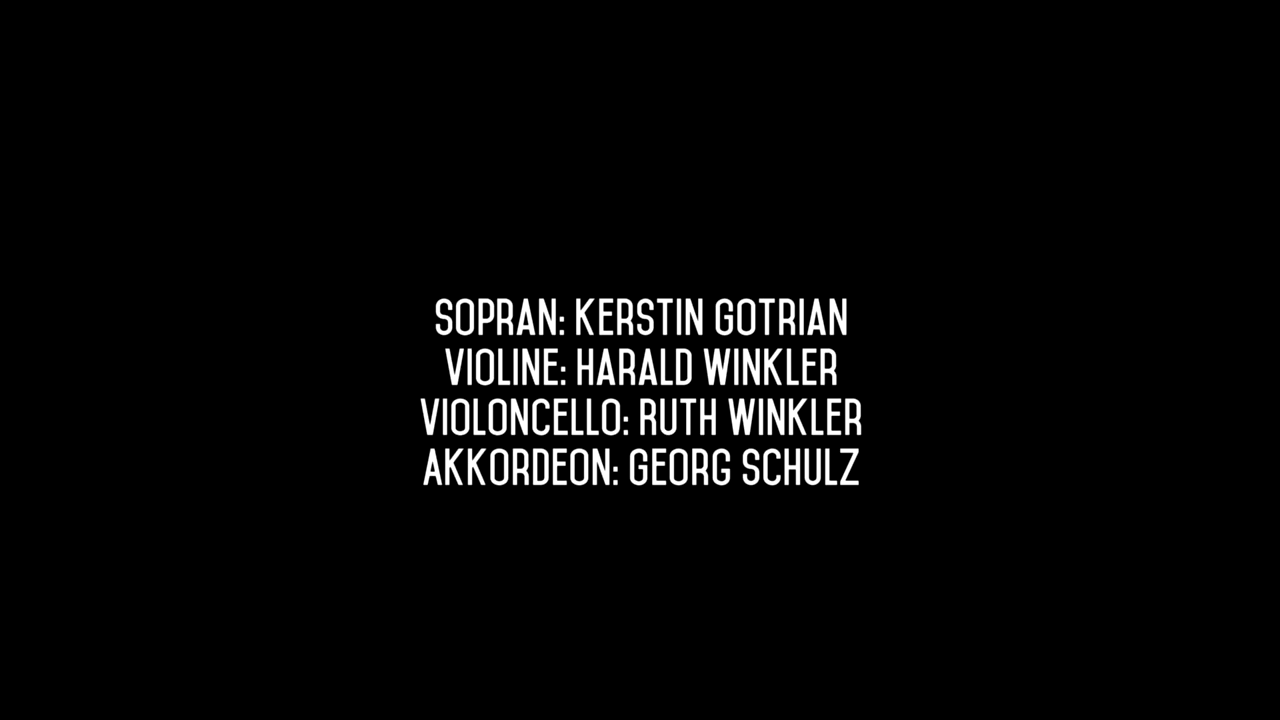 SOPRAN: KERSTIN GOTRIAN
VIOLINE: HARALD WINKLER
VIOLONCELLO: RUTH WINKLER
AKKORDEON: GEORG SCHULZ